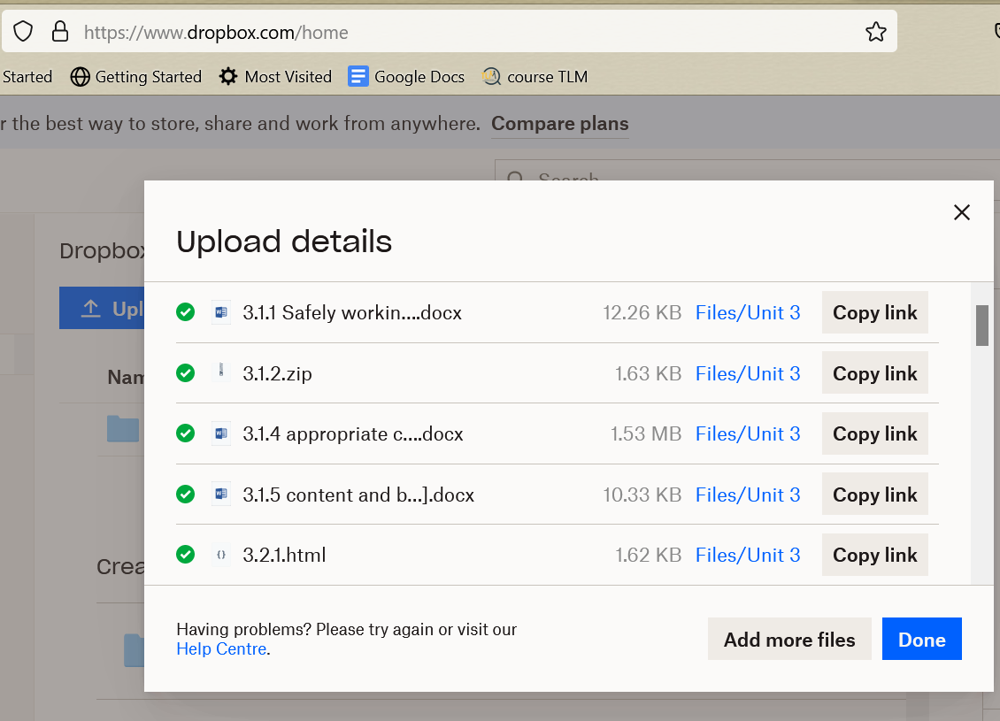 https://www.dropbox.com/home
Started Getting Started Most Visited Google Docs course TLM
r the best way to store, share and work from anywhere. Compare plans
Search
Dropbox
Upl
Nam
Crea
Upload details
3.1.1 Safely workin....docx 12.26 KB Files/Unit 3 Copy link
3.1.2.zip 1.63 KB Files/Unit 3 Copy link
3.1.4 appropriate c....docx 1.53 MB Files/Unit 3 Copy link
3.1.5 content and b...].docx 10.33 KB Files/Unit 3 Copy link
3.2.1.html 1.62 KB Files/Unit 3 Copy link
Having problems? Please try again or visit our
Help Centre.
Add more files Done